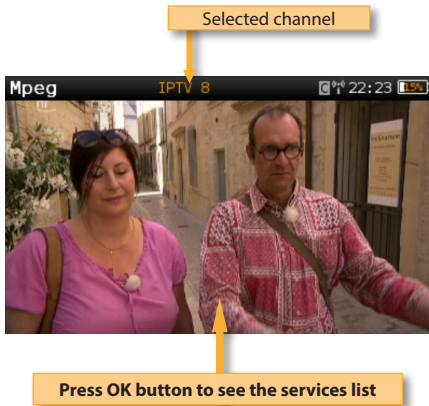 Selected channel
Mpeg IPTV 8 C 22:23 15%
Press OK button to see the services list